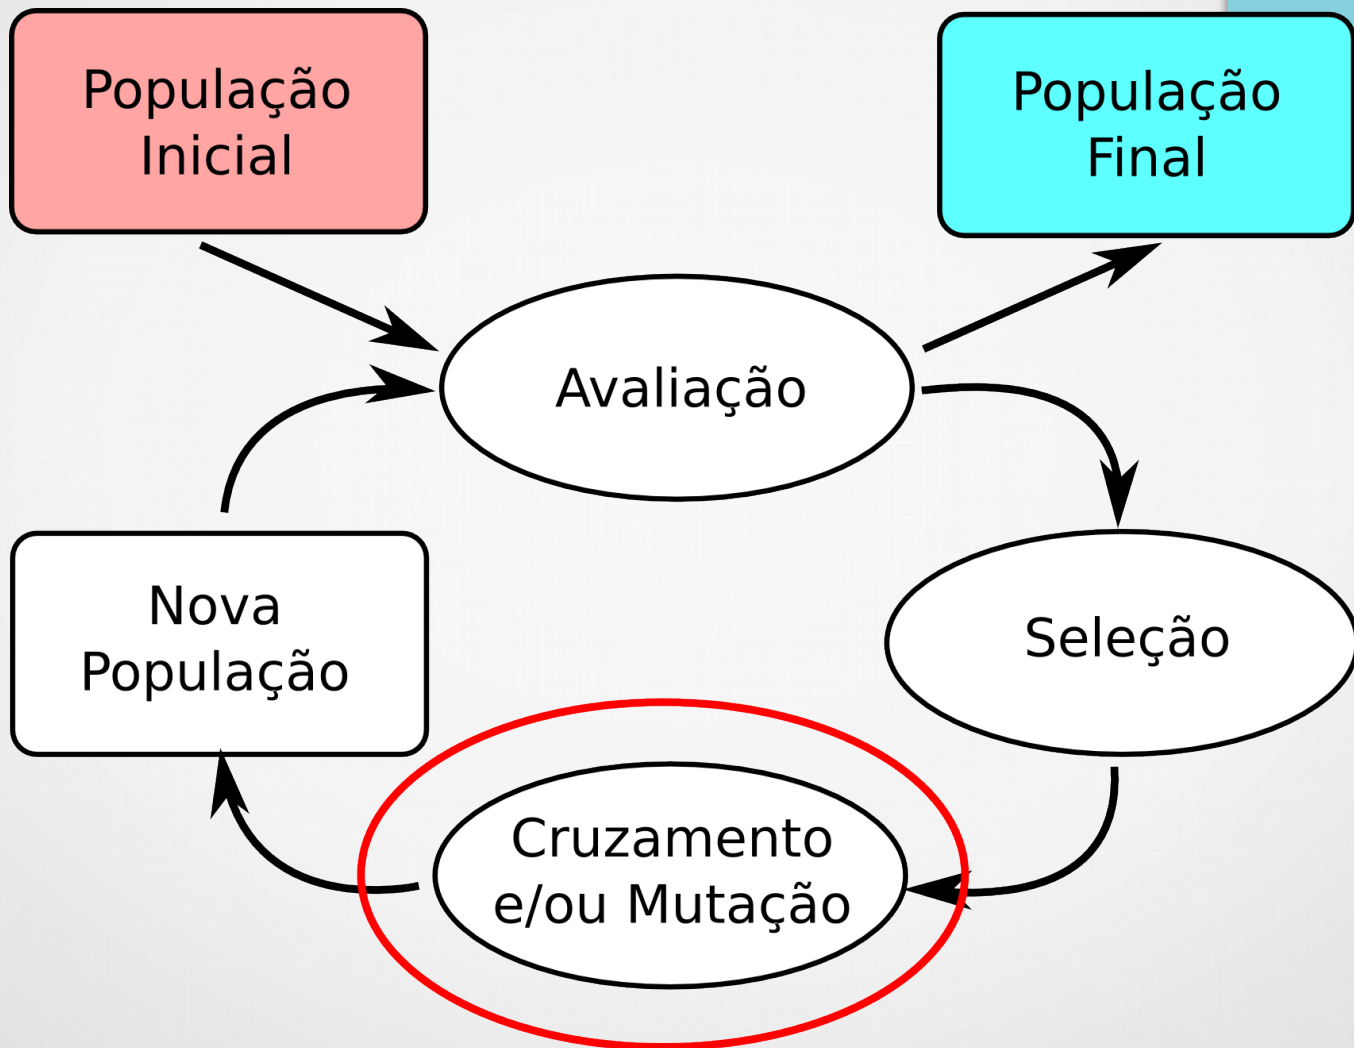 População
Inicial
População
Final
Avaliação
Nova
População
Seleção
Cruzamento
e/ou Mutação